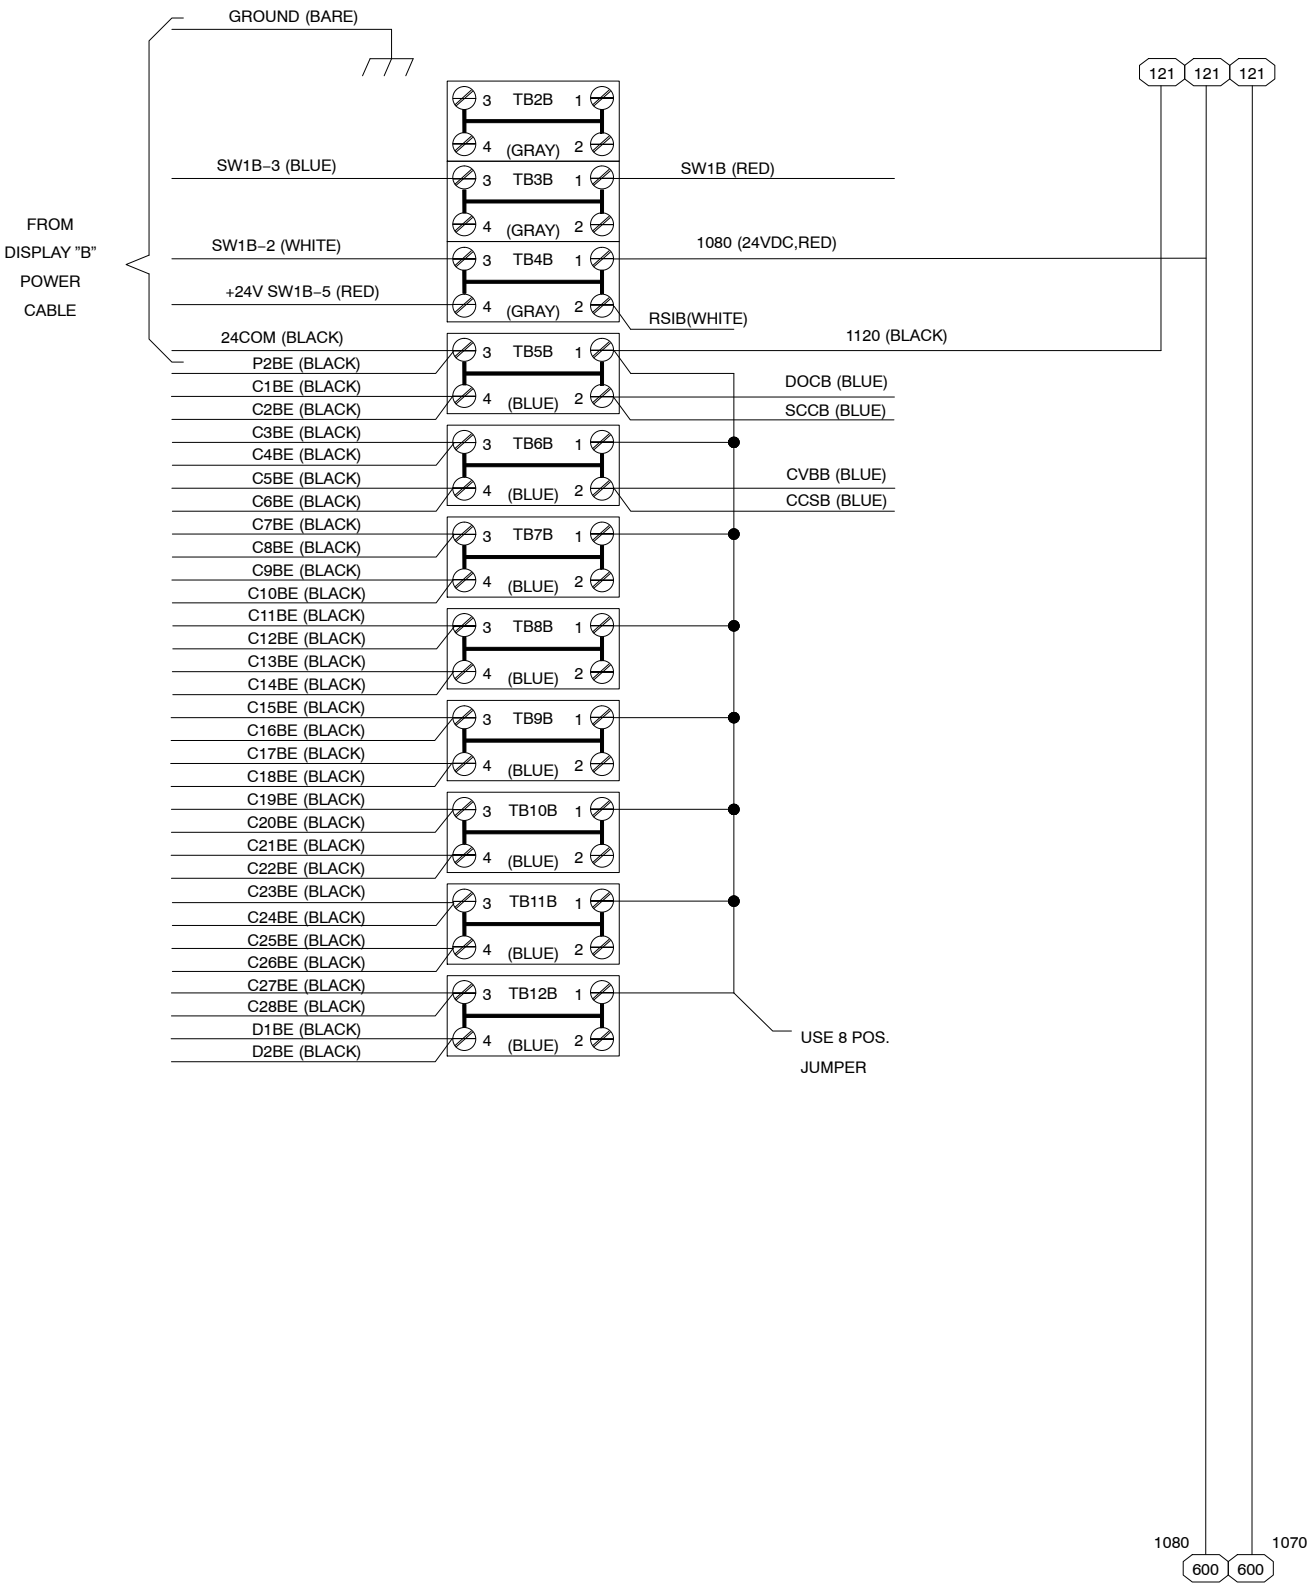 GROUND (BARE)
121 121 121
3 TB2B 1
4 (GRAY) 2
SW1B-3 (BLUE)
3 TB3B 1
SW1B (RED)
4 (GRAY) 2
FROM
DISPLAY "B"
POWER
CABLE
SW1B-2 (WHITE)
3 TB4B 1
1080 (24VDC,RED)
+24V SW1B-5 (RED)
4 (GRAY) 2
RSIB(WHITE)
24COM (BLACK)
3 TB5B 1
1120 (BLACK)
P2BE (BLACK)
C1BE (BLACK)
DOCB (BLUE)
4 (BLUE) 2
C2BE (BLACK)
SCCB (BLUE)
C3BE (BLACK)
3 TB6B 1
C4BE (BLACK)
C5BE (BLACK)
CVBB (BLUE)
4 (BLUE) 2
C6BE (BLACK)
CCSB (BLUE)
C7BE (BLACK)
3 TB7B 1
C8BE (BLACK)
C9BE (BLACK)
4 (BLUE) 2
C10BE (BLACK)
C11BE (BLACK)
3 TB8B 1
C12BE (BLACK)
C13BE (BLACK)
4 (BLUE) 2
C14BE (BLACK)
C15BE (BLACK)
3 TB9B 1
C16BE (BLACK)
C17BE (BLACK)
4 (BLUE) 2
C18BE (BLACK)
C19BE (BLACK)
3 TB10B 1
C20BE (BLACK)
C21BE (BLACK)
4 (BLUE) 2
C22BE (BLACK)
C23BE (BLACK)
3 TB11B 1
C24BE (BLACK)
C25BE (BLACK)
4 (BLUE) 2
C26BE (BLACK)
C27BE (BLACK)
3 TB12B 1
C28BE (BLACK)
D1BE (BLACK)
4 (BLUE) 2
D2BE (BLACK)
USE 8 POS.
JUMPER
1080 1070
600 600